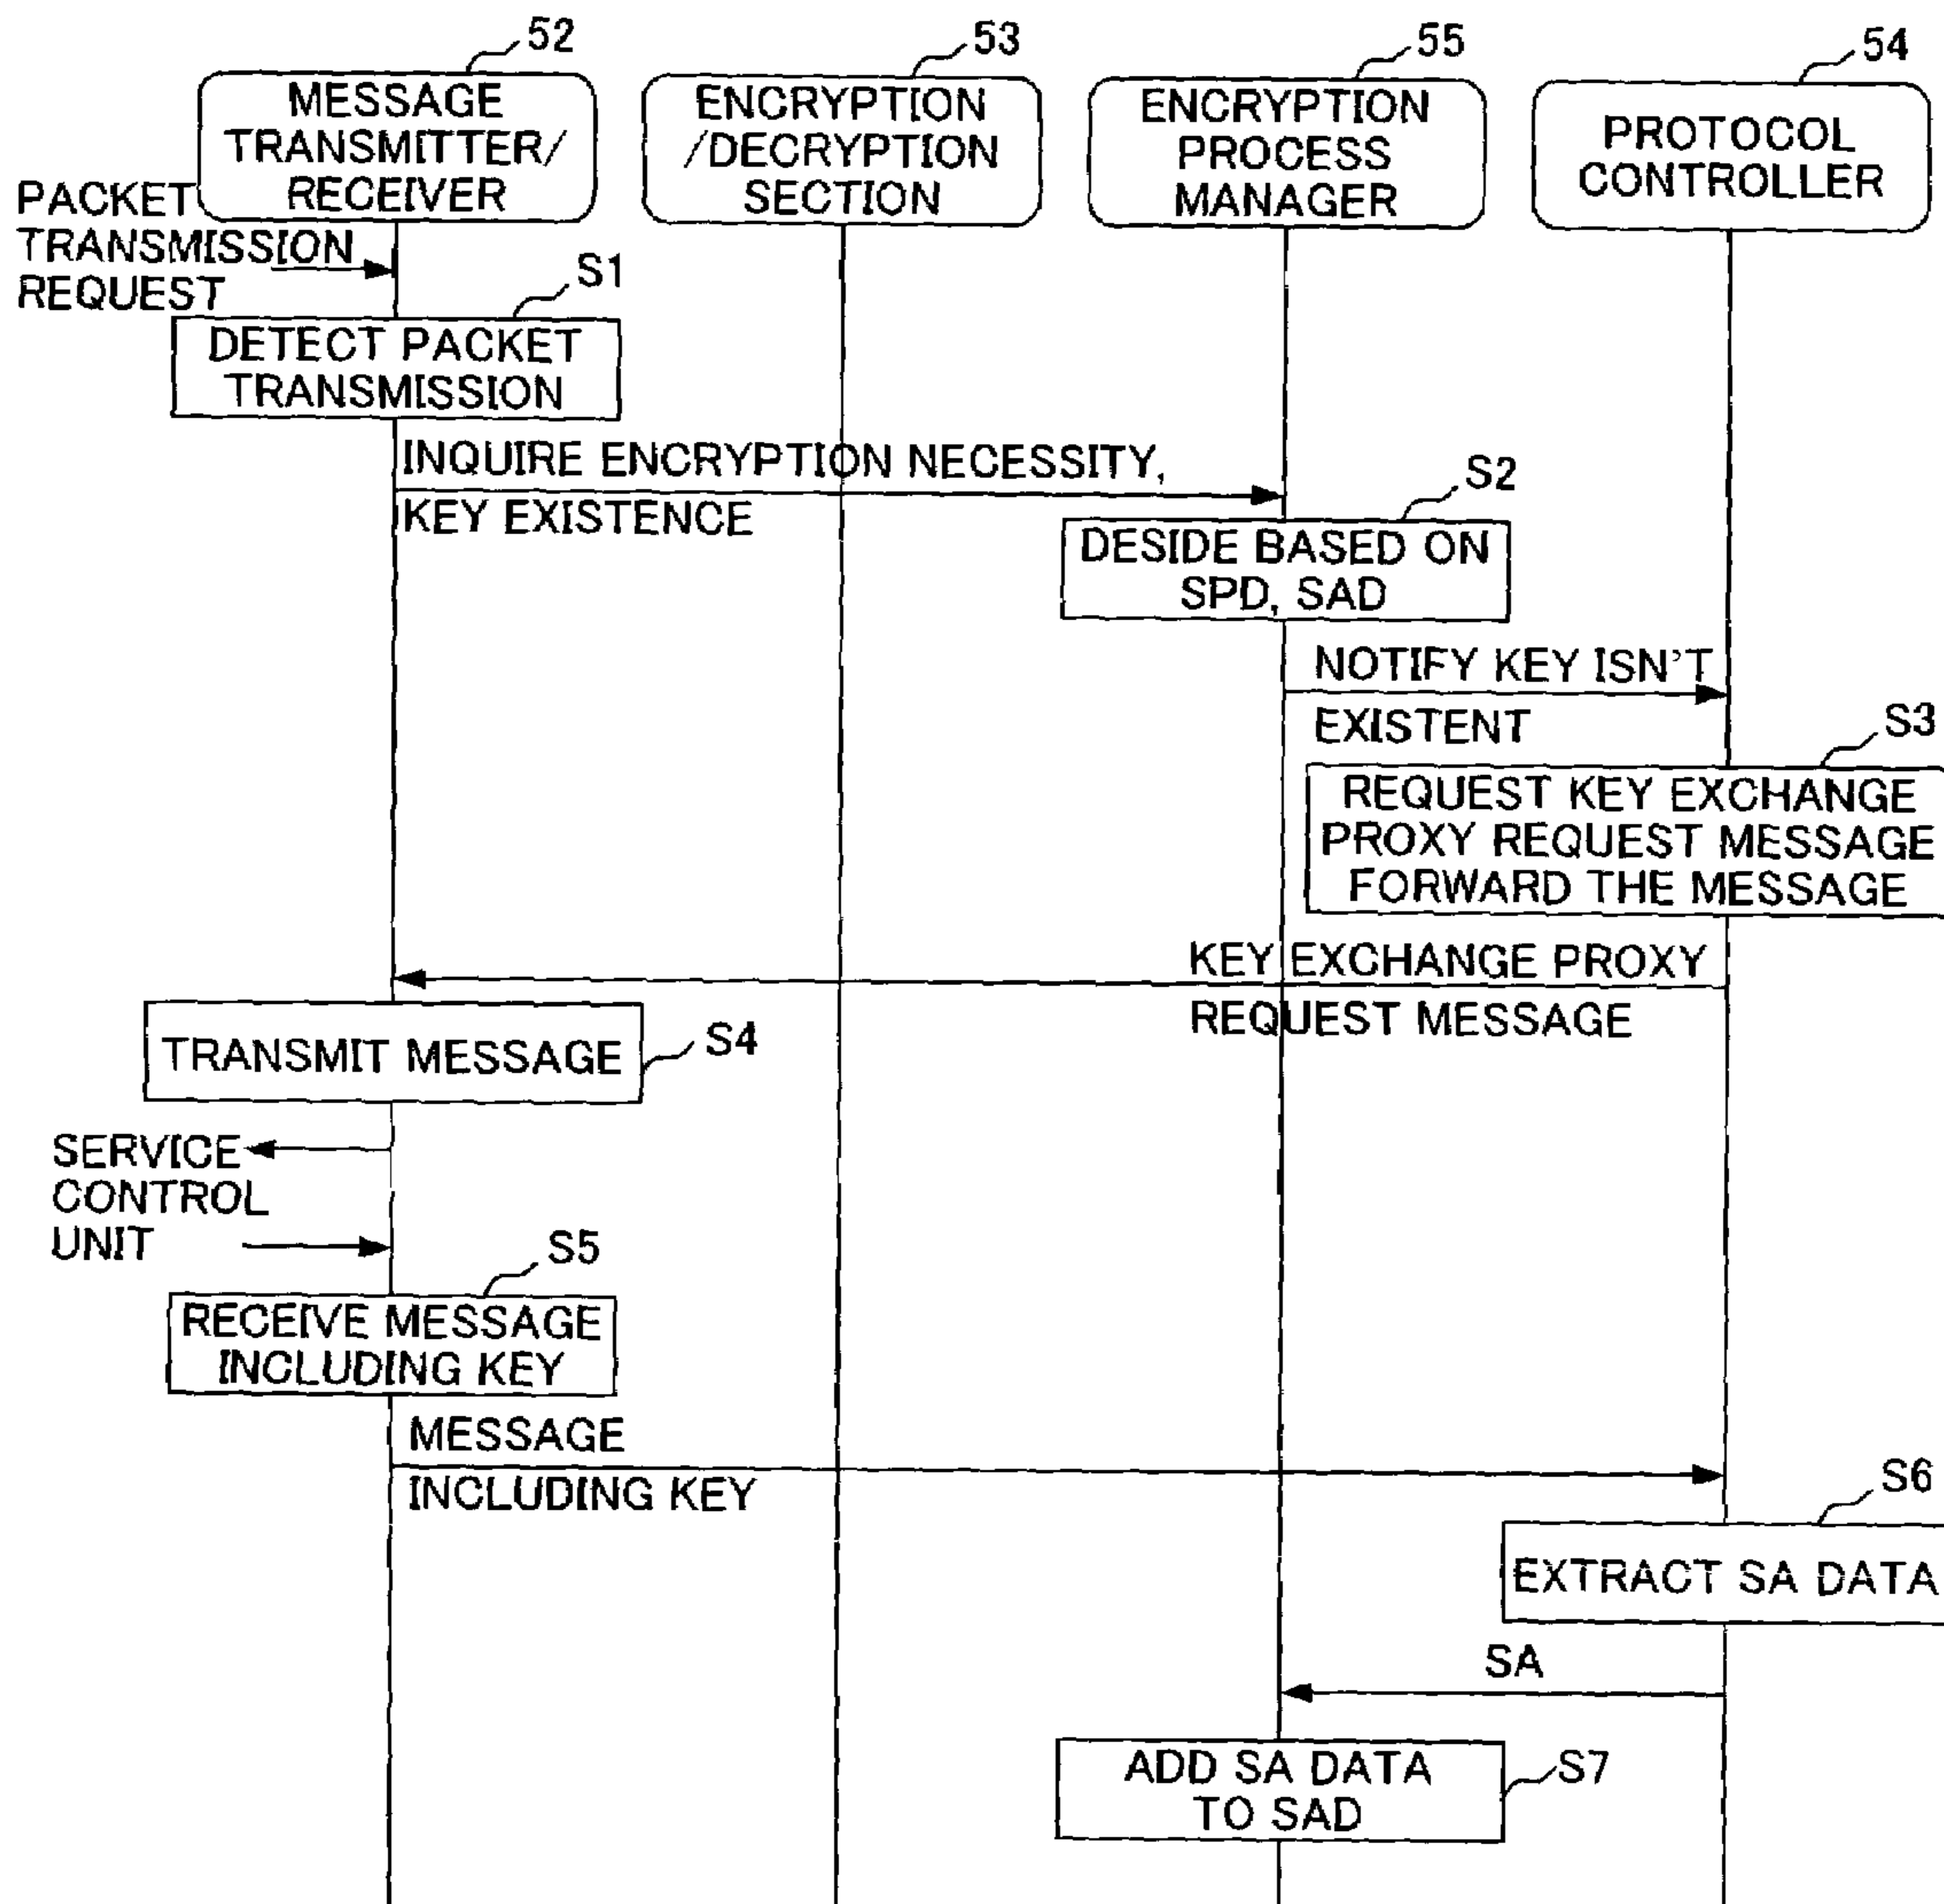 52
53
55
54
MESSAGE
TRANSMITTER/
RECEIVER
ENCRYPTION
/DECRYPTION
SECTION
ENCRYPTION
PROCESS
MANAGER
PROTOCOL
CONTROLLER
PACKET
TRANSMISSION
REQUEST
S1
DETECT PACKET
TRANSMISSION
INQUIRE ENCRYPTION NECESSITY,
KEY EXISTENCE
S2
DESIDE BASED ON
SPD, SAD
NOTIFY KEY ISN'T
EXISTENT
S3
REQUEST KEY EXCHANGE
PROXY REQUEST MESSAGE
FORWARD THE MESSAGE
KEY EXCHANGE PROXY
REQUEST MESSAGE
TRANSMIT MESSAGE
S4
SERVICE
CONTROL
UNIT
S5
RECEIVE MESSAGE
INCLUDING KEY
MESSAGE
INCLUDING KEY
S6
EXTRACT SA DATA
SA
ADD SA DATA
TO SAD
S7